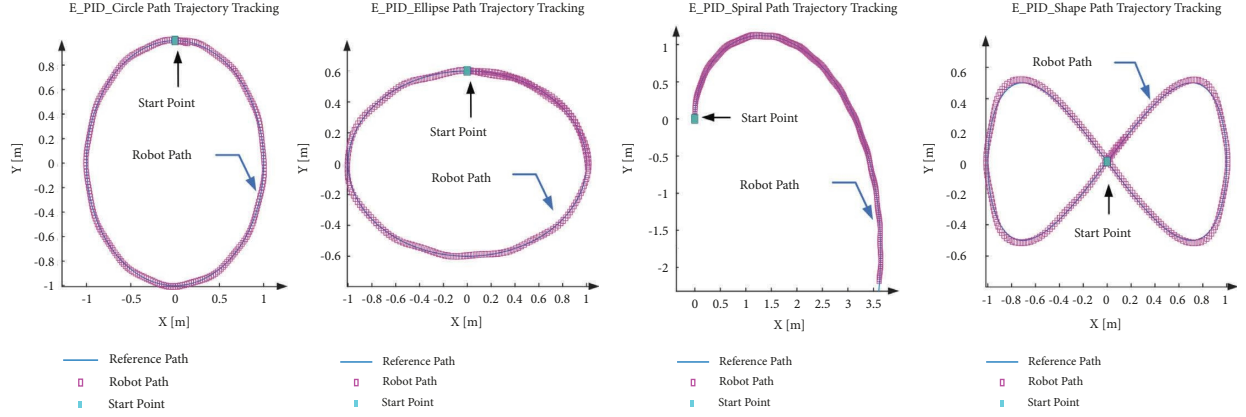 E_PID_Circle Path Trajectory Tracking
0.8
0.6
0.4
0.2
0
-0.2
-0.4
-0.6
-0.8
-1
Y [m]
Start Point
Robot Path
-1
0
1
X [m]
Reference Path
Robot Path
Start Point
E_PID_Ellipse Path Trajectory Tracking
0.6
0.4
0.2
0
-0.2
-0.4
-0.6
Y [m]
Start Point
Robot Path
-1 -0.8 -0.6 -0.4 -0.2 0 0.2 0.4 0.6 0.8 1
X [m]
Reference Path
Robot Path
Start Point
E_PID_Spiral Path Trajectory Tracking
1
0.5
0
-0.5
-1
-1.5
-2
Y [m]
Start Point
Robot Path
0 0.5 1 1.5 2 2.5 3 3.5
X [m]
Reference Path
Robot Path
Start Point
E_PID_Shape Path Trajectory Tracking
0.6
0.4
0.2
0
-0.2
-0.4
-0.6
Y [m]
Robot Path
Start Point
-1 -0.8 -0.6 -0.4 -0.2 0 0.2 0.4 0.6 0.8 1
X [m]
Reference Path
Robot Path
Start Point